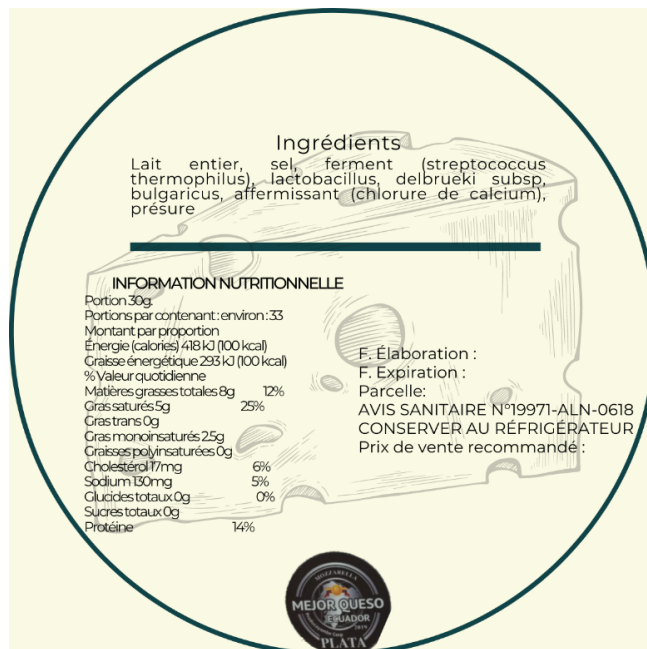 Ingrédients
Lait entier, sel, ferment (streptococcus
thermophilus), lactobacillus, delbrueki subsp,
bulgaricus, affermissant (chlorure de calcium),
présure
INFORMATION NUTRITIONNELLE
Portion 30g.
Portions par contenant : environ : 33
Montant par proportion
Énergie (calories) 418 kJ (100 kcal)
Graisse énergétique 293 kJ (100 kcal)
% Valeur quotidienne
Matières grasses totales 8g 12%
Gras saturés 5g 25%
Gras trans 0g
Gras monoinsaturés 2.5g
Graisses polyinsaturées 0g
Cholestérol 17mg 6%
Sodium 130mg 5%
Glucides totaux 0g 0%
Sucres totaux 0g
Protéine 14%
F. Élaboration :
F. Expiration :
Parcelle:
AVIS SANITAIRE Nº19971-ALN-0618
CONSERVER AU RÉFRIGÉRATEUR
Prix de vente recommandé :
MOZZARELLA
MEJOR QUESO
ECUADOR
2019
PLATA